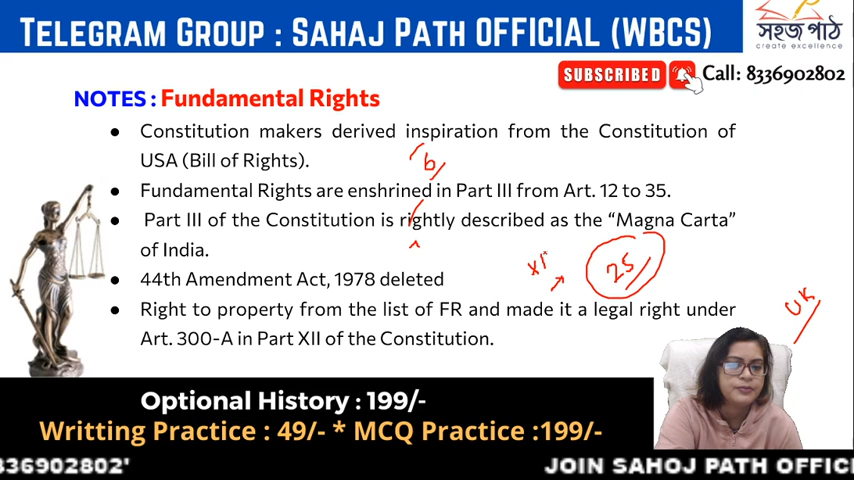 TELEGRAM GROUP : SAHAJ PATH OFFICIAL (WBCS)
সহজ পাঠ
create excellence
SUBSCRIBED
Call: 8336902802
NOTES : Fundamental Rights
• Constitution makers derived inspiration from the Constitution of
USA (Bill of Rights).
6
• Fundamental Rights are enshrined in Part III from Art. 12 to 35.
• Part III of the Constitution is rightly described as the “Magna Carta”
of India.
25
• 44th Amendment Act, 1978 deleted
UK
• Right to property from the list of FR and made it a legal right under
Art. 300-A in Part XII of the Constitution.
Optional History : 199/-
Writting Practice : 49/- * MCQ Practice :199/-
836902802'
JOIN SAHOJ PATH OFFIC